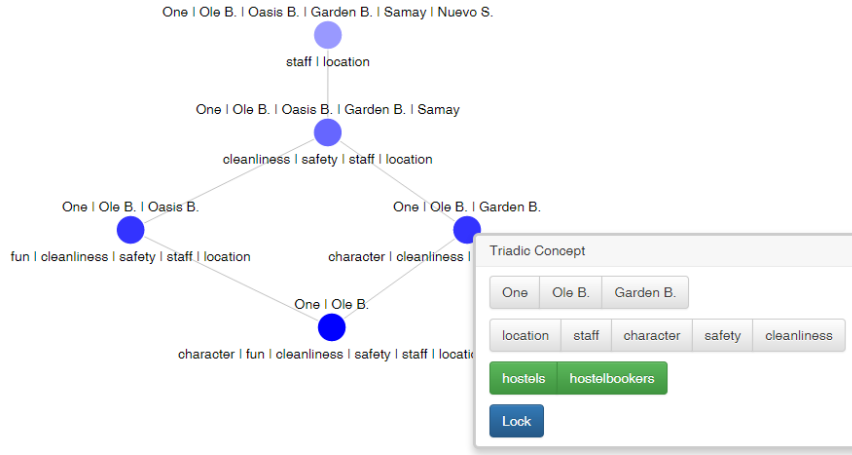 One | Ole B. | Oasis B. | Garden B. | Samay | Nuevo S.
staff | location
One | Ole B. | Oasis B. | Garden B. | Samay
cleanliness | safety | staff | location
One | Ole B. | Oasis B.
One | Ole B. | Garden B.
fun | cleanliness | safety | staff | location
character | cleanliness |
One | Ole B.
character | fun | cleanliness | safety | staff | locatio
Triadic Concept
One Ole B. Garden B.
location staff character safety cleanliness
hostels hostelbookers
Lock